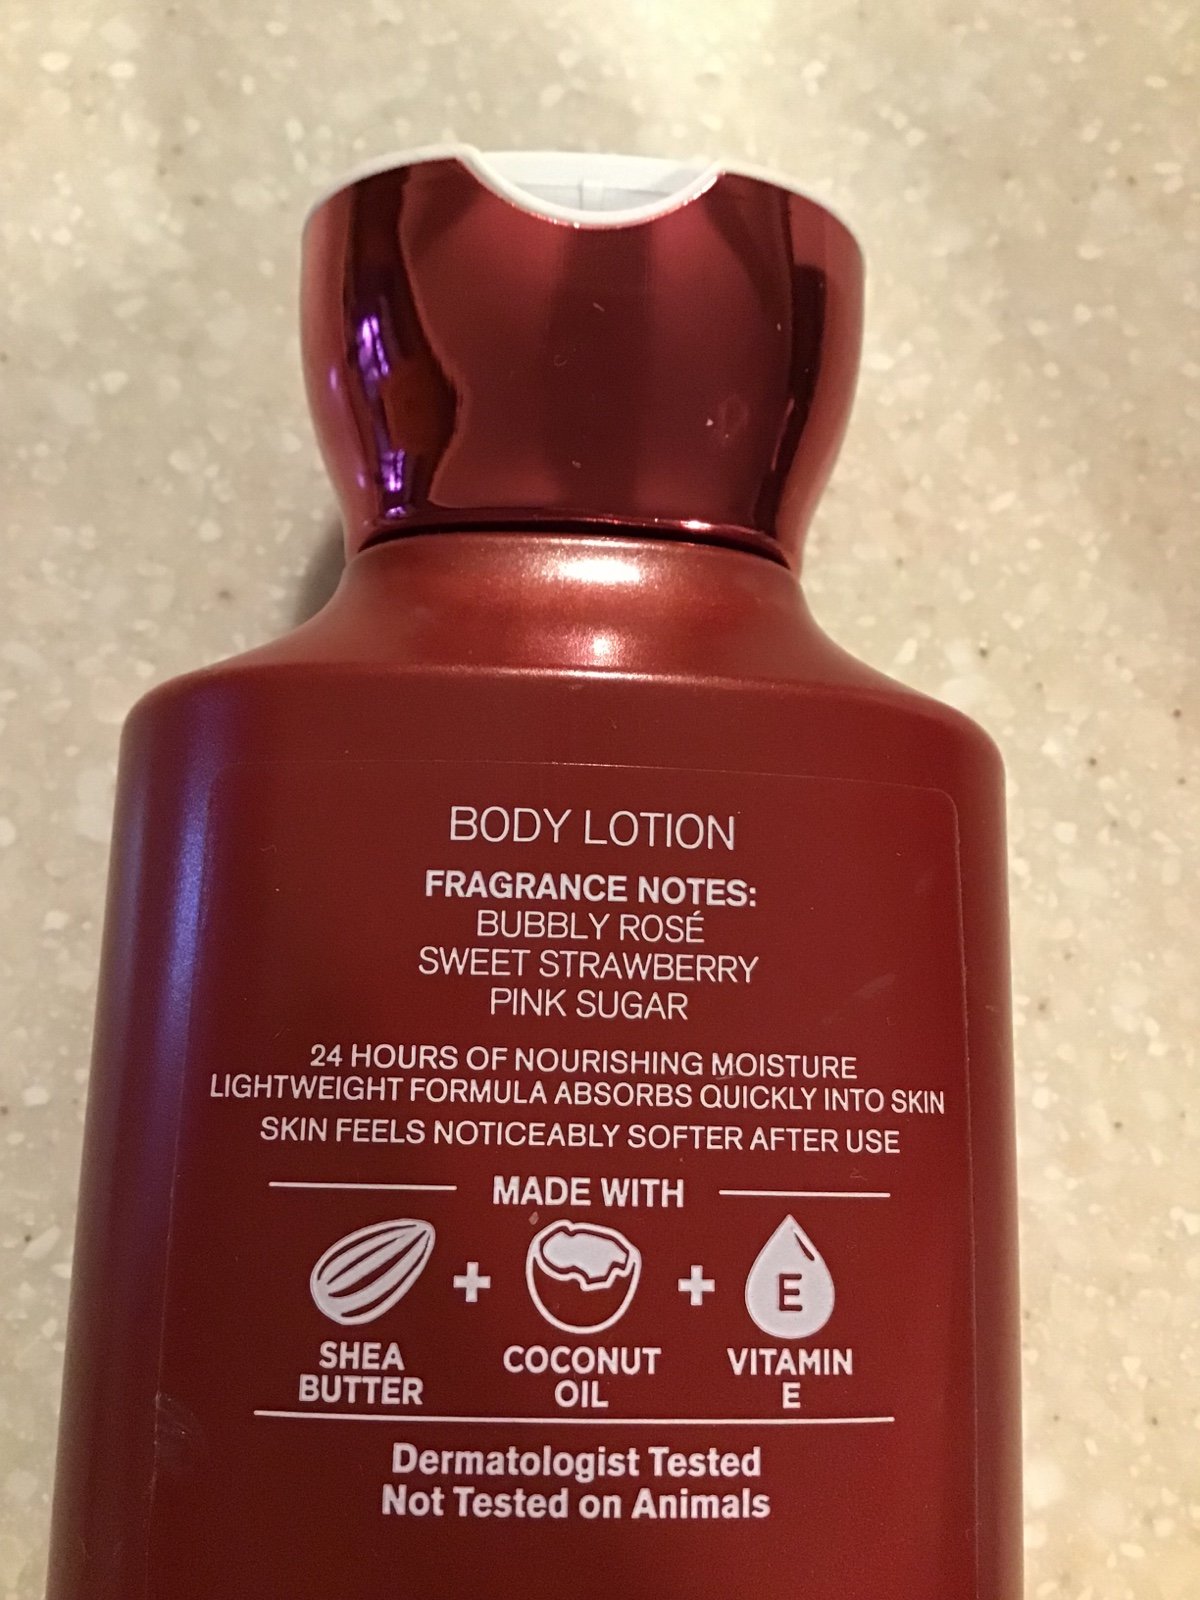 BODY LOTION
FRAGRANCE NOTES:
BUBBLY ROSÉ
SWEET STRAWBERRY
PINK SUGAR
24 HOURS OF NOURISHING MOISTURE
LIGHTWEIGHT FORMULA ABSORBS QUICKLY INTO SKIN
SKIN FEELS NOTICEABLY SOFTER AFTER USE
MADE WITH
+ + E
SHEA COCONUT VITAMIN
BUTTER OIL E
Dermatologist Tested
Not Tested on Animals